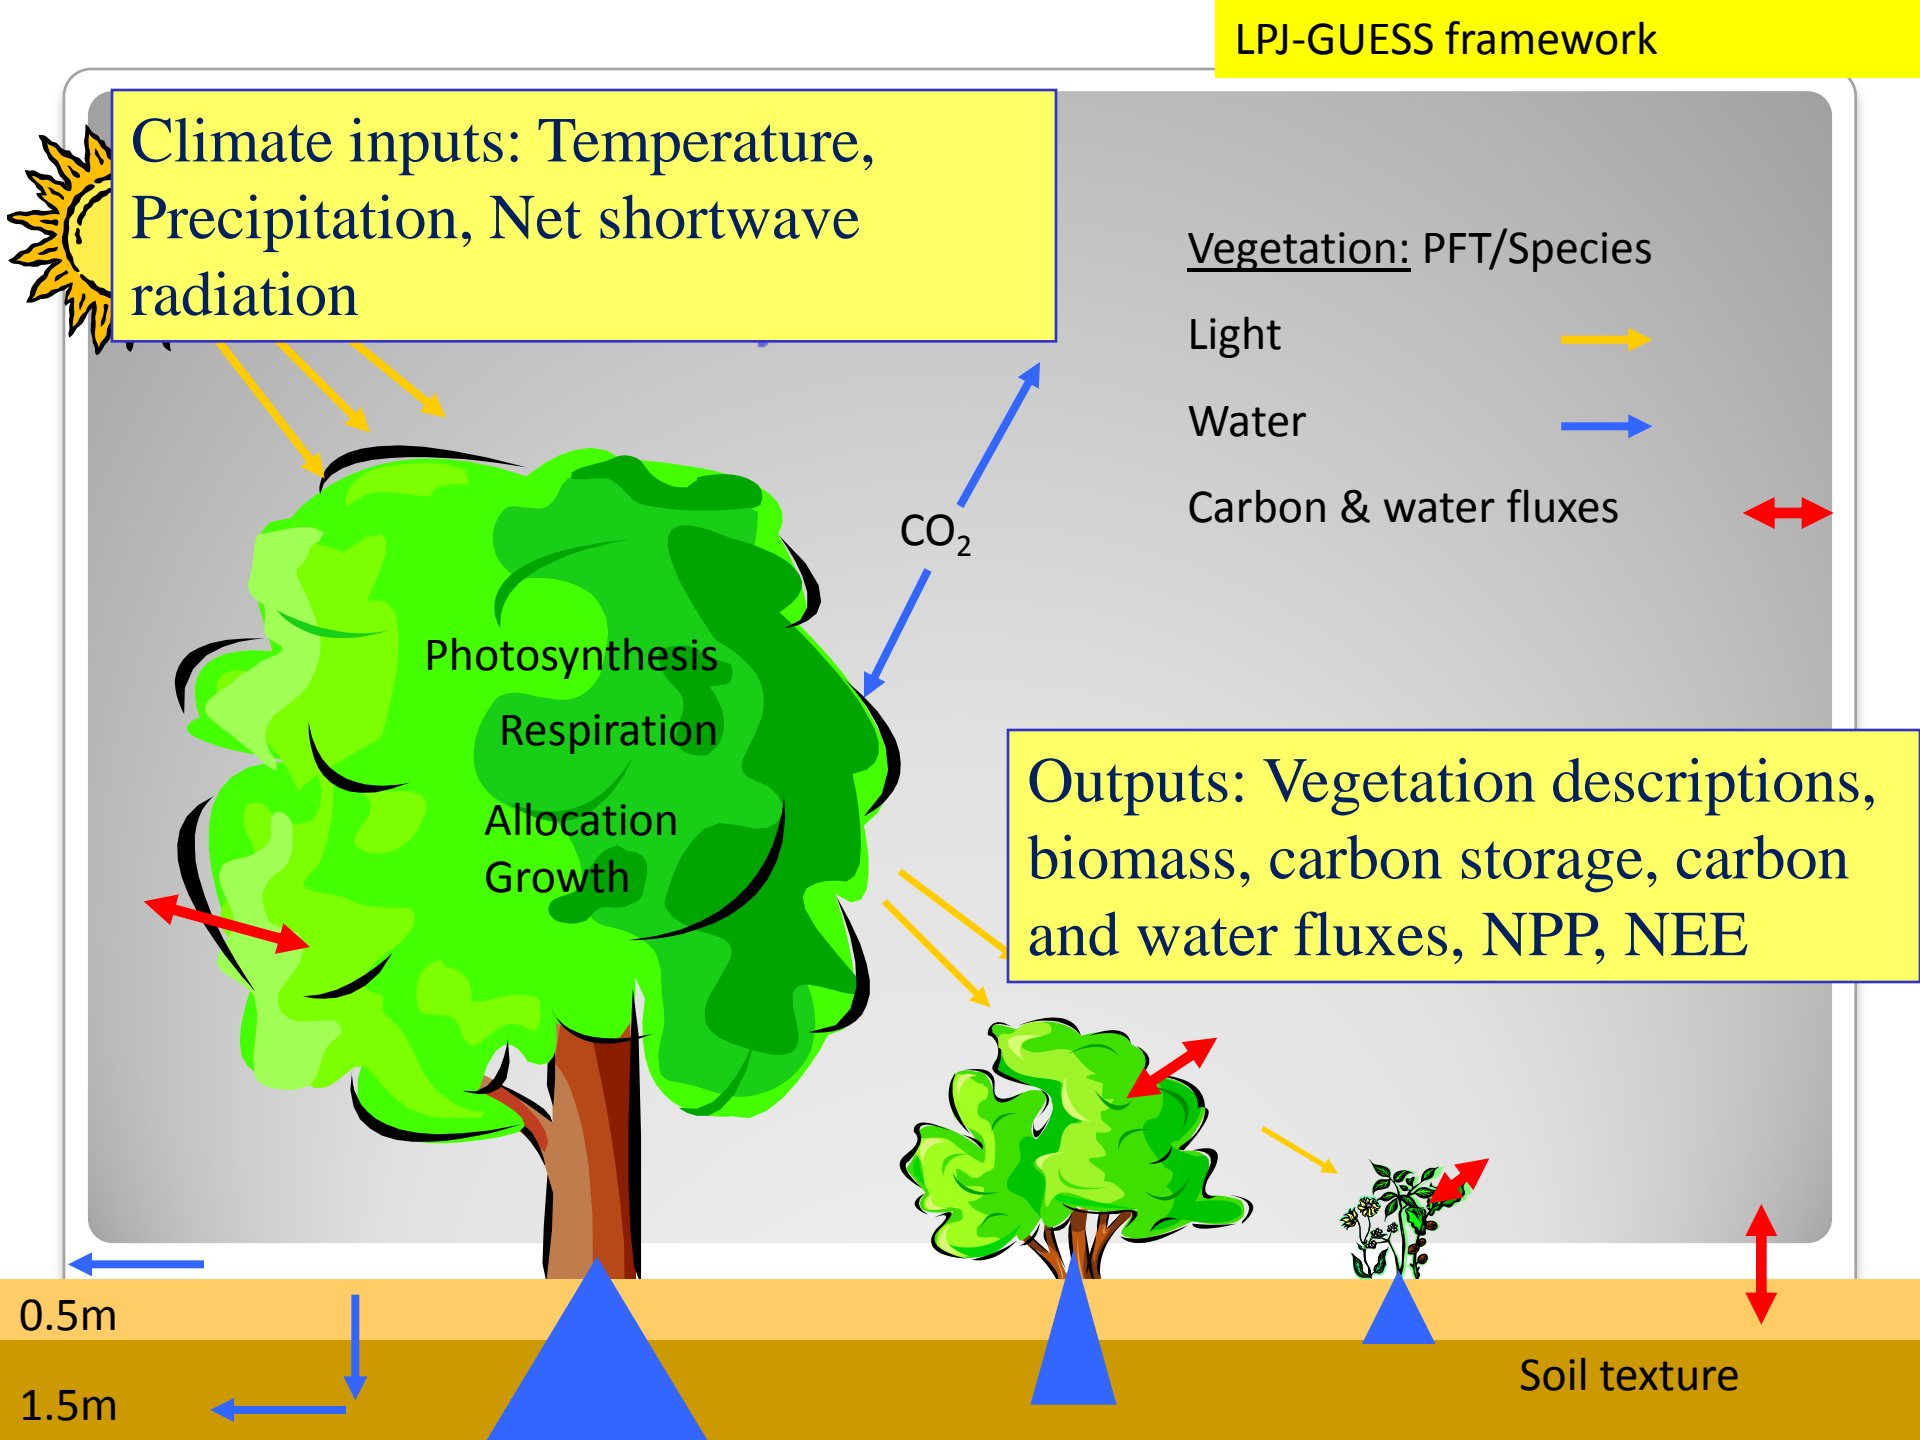 LPJ-GUESS framework
Climate inputs: Temperature,
Precipitation, Net shortwave
radiation
Vegetation: PFT/Species
Light
Water
Carbon & water fluxes
CO₂
Photosynthesis
Respiration
Allocation
Growth
Outputs: Vegetation descriptions,
biomass, carbon storage, carbon
and water fluxes, NPP, NEE
0.5m
1.5m
Soil texture